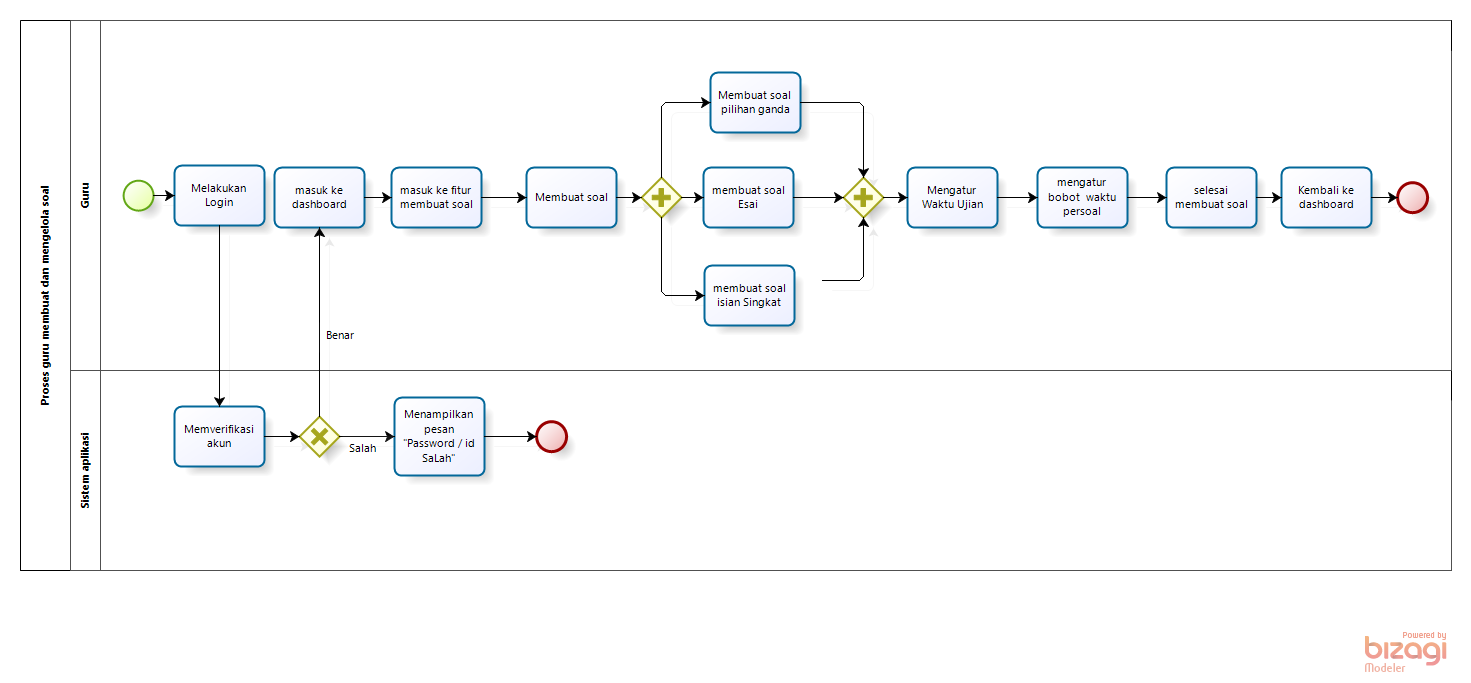 Proses guru membuat dan mengelola soal
Guru
Melakukan
Login
masuk ke
dashboard
masuk ke fitur
membuat soal
Membuat soal
Membuat soal
pilihan ganda
membuat soal
Esai
membuat soal
isian Singkat
Mengatur
Waktu Ujian
mengatur
bobot waktu
persoal
selesai
membuat soal
Kembali ke
dashboard
Benar
Sistem aplikasi
Memverifikasi
akun
Salah
Menampilkan
pesan
"Password / id
SaLah"
Powered by
bizagi
Modeler